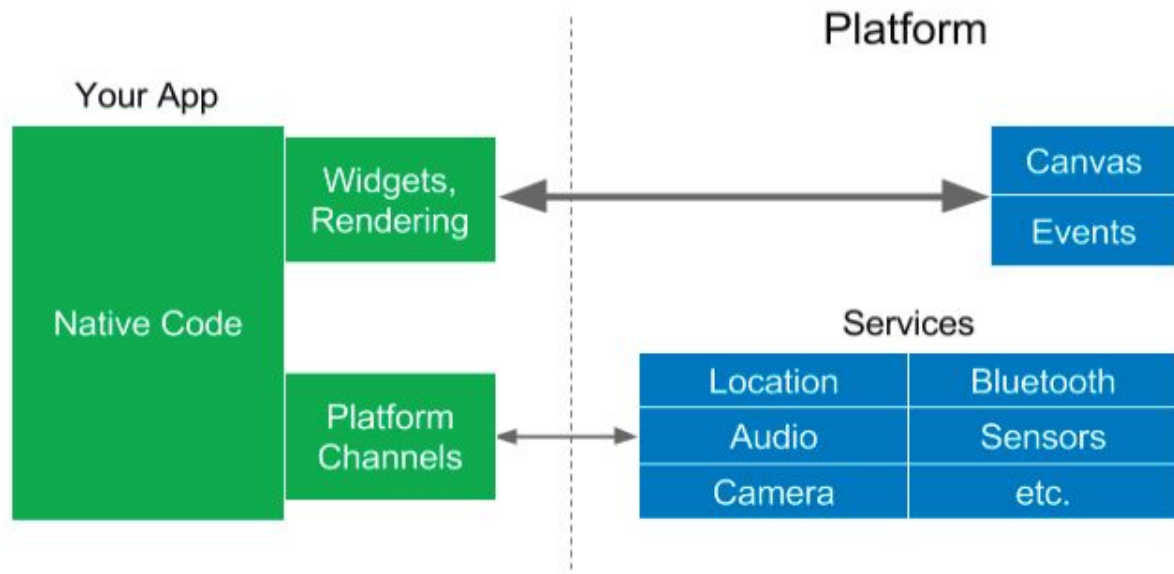 Platform
Your App
Widgets,
Rendering
Canvas
Events
Native Code
Services
Platform
Channels
Location
Bluetooth
Audio
Sensors
Camera
etc.